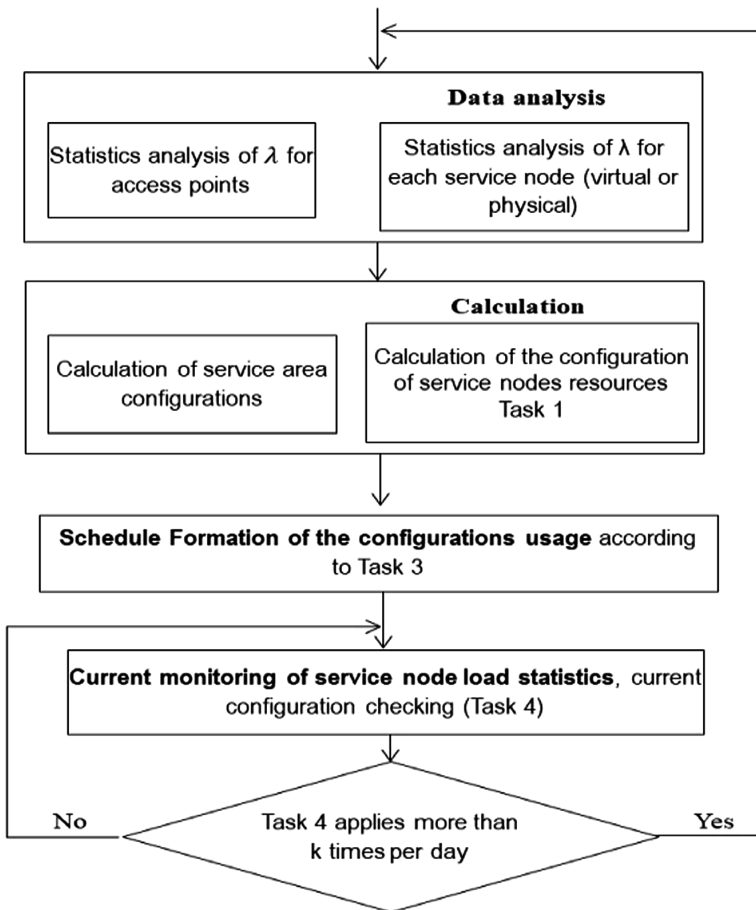 Data analysis
Statistics analysis of λ for
access points
Statistics analysis of λ for
each service node (virtual or
physical)
Calculation
Calculation of service area
configurations
Calculation of the configuration
of service nodes resources
Task 1
Schedule Formation of the configurations usage according
to Task 3
Current monitoring of service node load statistics, current
configuration checking (Task 4)
No
Task 4 applies more than
k times per day
Yes